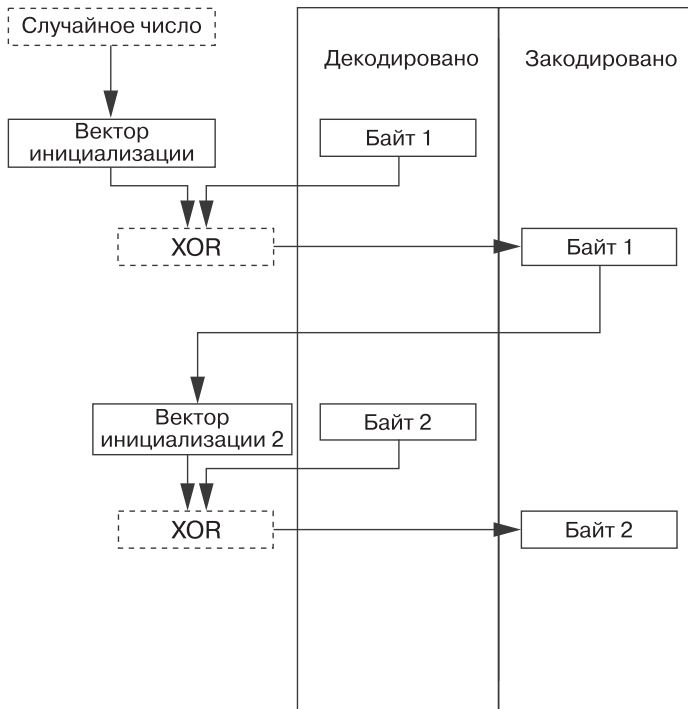 Случайное число
Декодировано
Закодировано
Вектор
инициализации
Байт 1
XOR
Байт 1
Вектор
инициализации 2
Байт 2
XOR
Байт 2